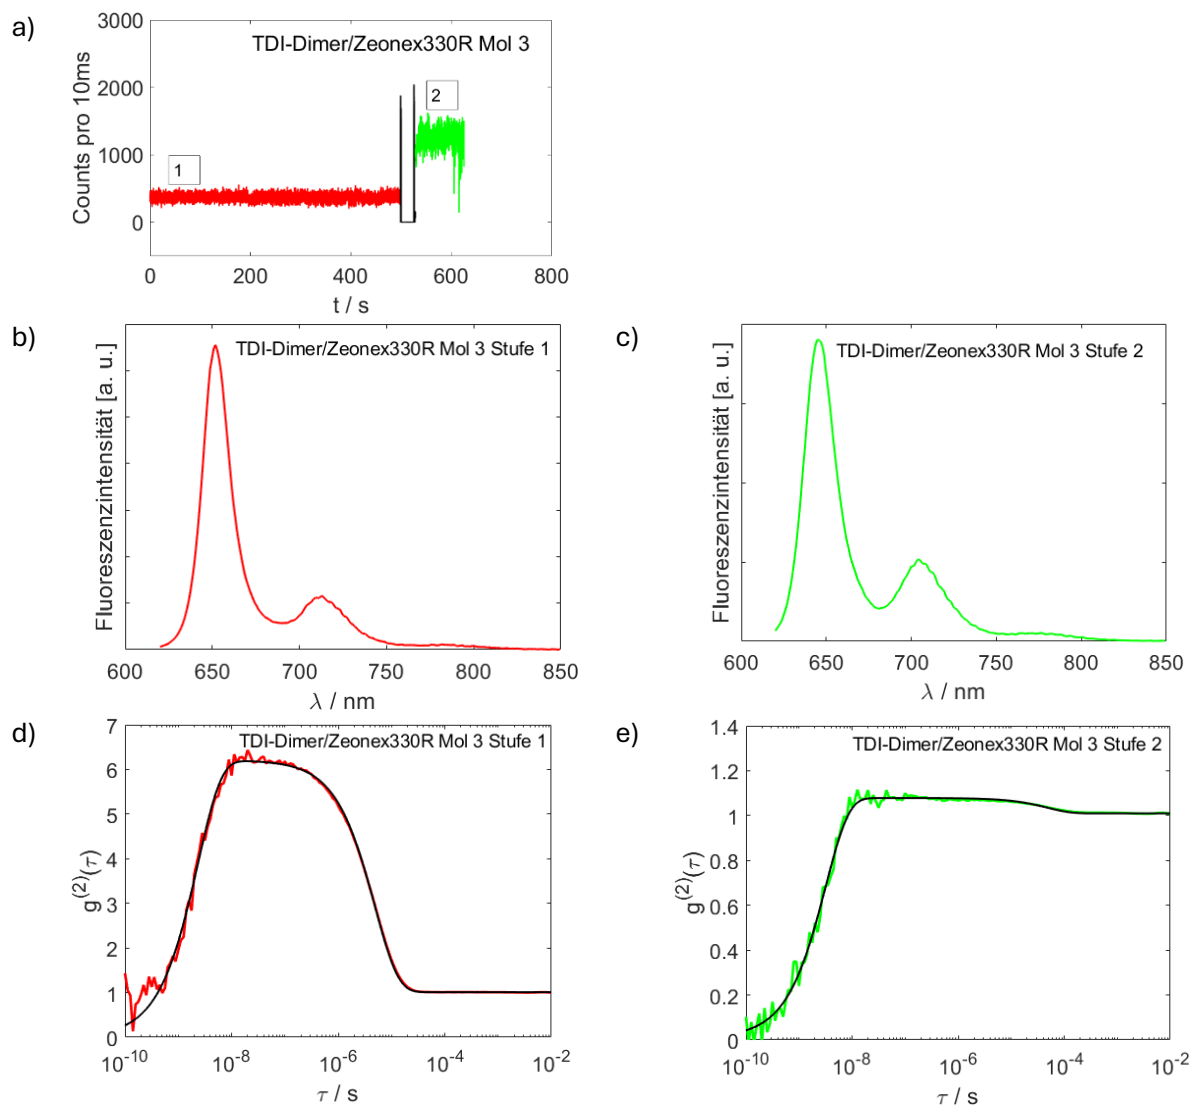 a)
3000
2000
1000
0
Counts pro 10ms
TDI-Dimer/Zeonex330R Mol 3
1
2
0 200 400 600 800
t / s
b)
Fluoreszenzintensität [a. u.]
TDI-Dimer/Zeonex330R Mol 3 Stufe 1
600 650 700 750 800 850
λ / nm
c)
Fluoreszenzintensität [a. u.]
TDI-Dimer/Zeonex330R Mol 3 Stufe 2
600 650 700 750 800 850
λ / nm
d)
7
6
5
4
3
2
1
0
g(2)(τ)
TDI-Dimer/Zeonex330R Mol 3 Stufe 1
10-10 10-8 10-6 10-4 10-2
τ / s
e)
1.4
1.2
1
0.8
0.6
0.4
0.2
0
g(2)(τ)
TDI-Dimer/Zeonex330R Mol 3 Stufe 2
10-10 10-8 10-6 10-4 10-2
τ / s